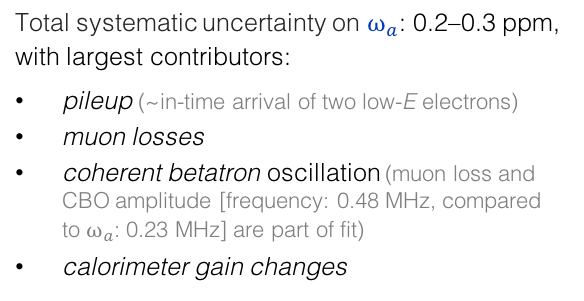 Total systematic uncertainty on ωₐ: 0.2–0.3 ppm,
with largest contributors:
• pileup (~in-time arrival of two low-E electrons)
• muon losses
• coherent betatron oscillation (muon loss and
CBO amplitude [frequency: 0.48 MHz, compared
to ωₐ: 0.23 MHz] are part of fit)
• calorimeter gain changes